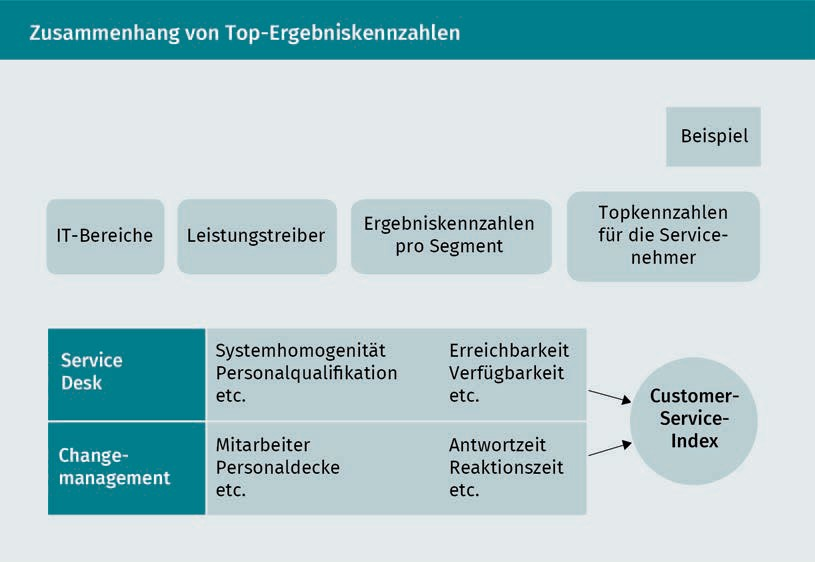 Zusammenhang von Top-Ergebniskennzahlen
Beispiel
IT-Bereiche
Leistungstreiber
Ergebniskennzahlen
pro Segment
Topkennzahlen
für die Service-
nehmer
Service
Desk
Systemhomogenität
Personalqualifikation
etc.
Erreichbarkeit
Verfügbarkeit
etc.
Change-
management
Mitarbeiter
Personaldecke
etc.
Antwortzeit
Reaktionszeit
etc.
Customer-
Service-
Index